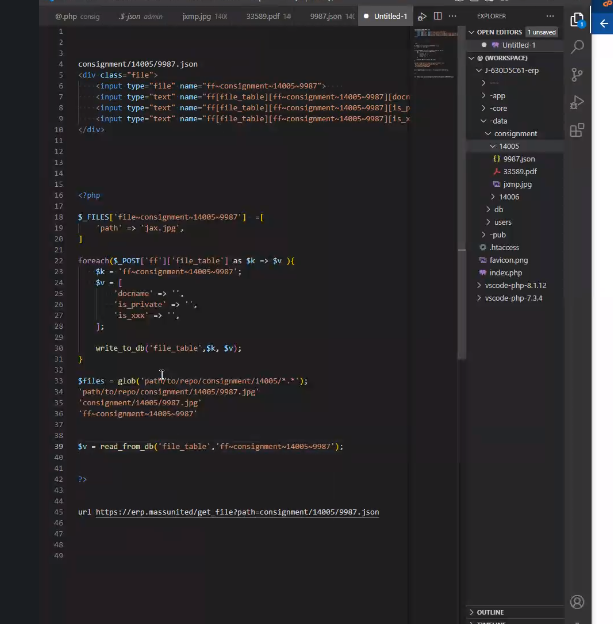 @.php consig
.$-json admin
jxmp.jpg 140(
33589.pdf 14
9987.json 14(
Untitled-1
EXPLORER
OPEN EDITORS 1 unsaved
Untitled-1
(WORKSPACE)
J-630D5C61-erp
-app
-core
-data
consignment
14005
9987.json
33589.pdf
jxmp.jpg
14006
db
users
-pub
.htaccess
favicon.png
index.php
vscode-php-8.1.12
vscode-php-7.3.4
OUTLINE
1
2
3
4 consignment/14005/9987.json
5 <div class="file">
6 <input type="file" name="ff~consignment~14005~9987">
7 <input type="text" name="ff[file_table][ff~consignment~14005~9987][docn
8 <input type="text" name="ff[file_table][ff~consignment~14005~9987][is_p
9 <input type="text" name="ff[file_table][ff~consignment~14005~9987][is_x
10 </div>
11
12
13
14
15
16 <?php
17
18 $_FILES['file~consignment~14005~9987'] =[
19 'path' => 'jax.jpg',
20 ]
21
22 foreach($_POST['ff']['file_table'] as $k => $v ){
23 $k = 'ff~consignment~14005~9987';
24 $v = [
25 'docname' => '',
26 'is_private' => '',
27 'is_xxx' => '',
28 ];
29
30 write_to_db('file_table',$k, $v);
31 }
32
33 $files = glob('path/to/repo/consignment/14005/*.*');
34 'path/to/repo/consignment/14005/9987.jpg'
35 'consignment/14005/9987.jpg'
36 'ff~consignment~14005~9987'
37
38
39 $v = read_from_db('file_table','ff~consignment~14005~9987');
40
41
42 ?>
43
44
45 url https://erp.massunited/get_file?path=consignment/14005/9987.json
46
47
48
49